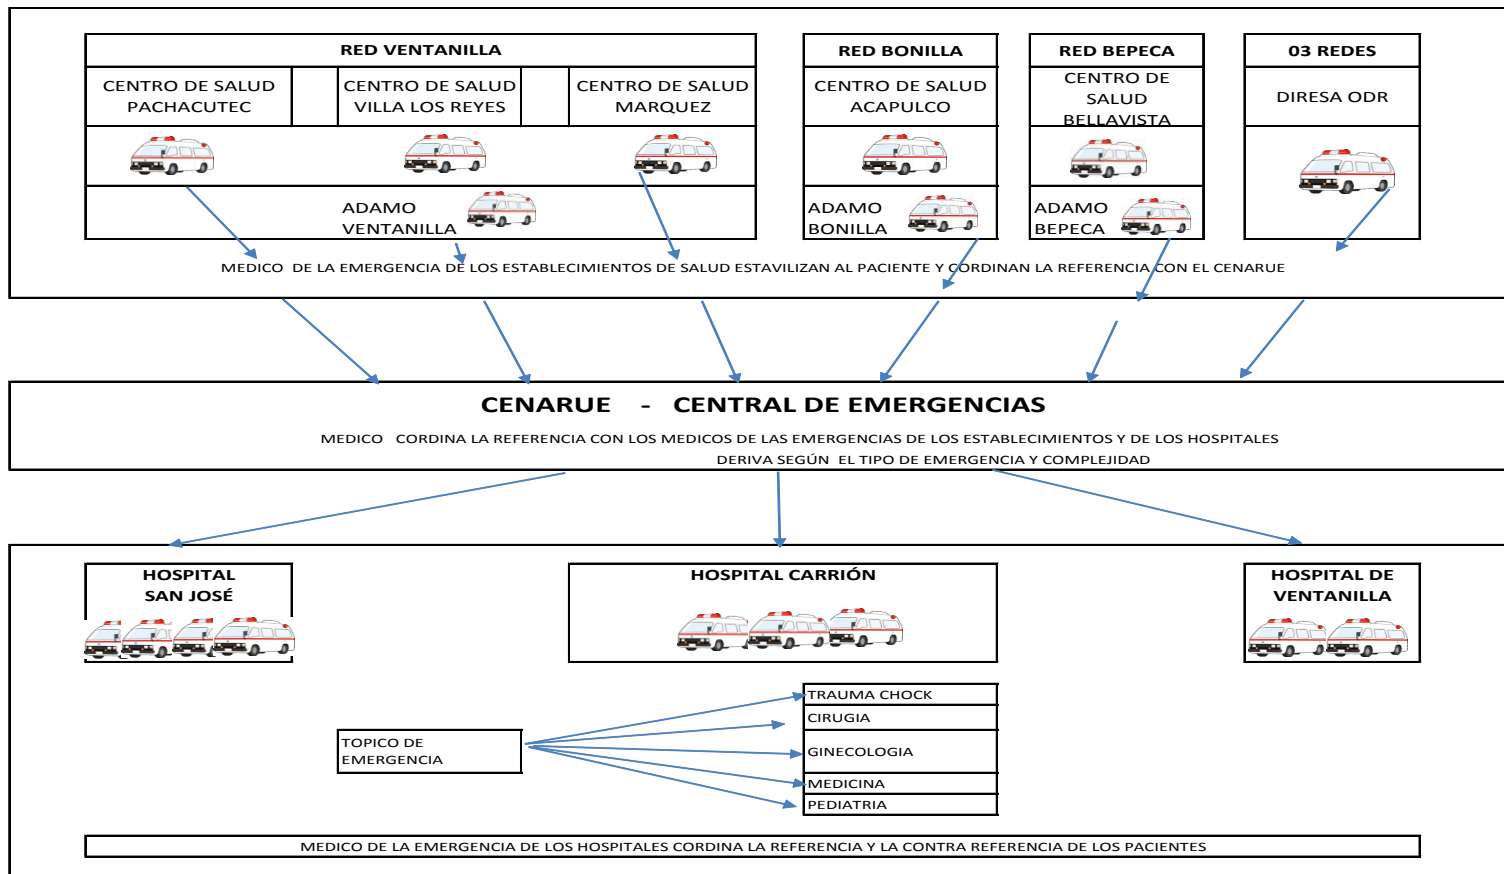 RED VENTANILLA
RED BONILLA
RED BEPECA
03 REDES
CENTRO DE SALUD
PACHACUTEC
CENTRO DE SALUD
VILLA LOS REYES
CENTRO DE SALUD
MARQUEZ
CENTRO DE SALUD
ACAPULCO
CENTRO DE
SALUD
BELLAVISTA
DIRESA ODR
ADAMO
VENTANILLA
ADAMO
BONILLA
ADAMO
BEPECA
MEDICO DE LA EMERGENCIA DE LOS ESTABLECIMIENTOS DE SALUD ESTAVILIZAN AL PACIENTE Y CORDINAN LA REFERENCIA CON EL CENARUE
CENARUE - CENTRAL DE EMERGENCIAS
MEDICO CORDINA LA REFERENCIA CON LOS MEDICOS DE LAS EMERGENCIAS DE LOS ESTABLECIMIENTOS Y DE LOS HOSPITALES
DERIVA SEGÚN EL TIPO DE EMERGENCIA Y COMPLEJIDAD
HOSPITAL
SAN JOSÉ
HOSPITAL CARRIÓN
HOSPITAL DE
VENTANILLA
TOPICO DE
EMERGENCIA
TRAUMA CHOCK
CIRUGIA
GINECOLOGIA
MEDICINA
PEDIATRIA
MEDICO DE LA EMERGENCIA DE LOS HOSPITALES CORDINA LA REFERENCIA Y LA CONTRA REFERENCIA DE LOS PACIENTES